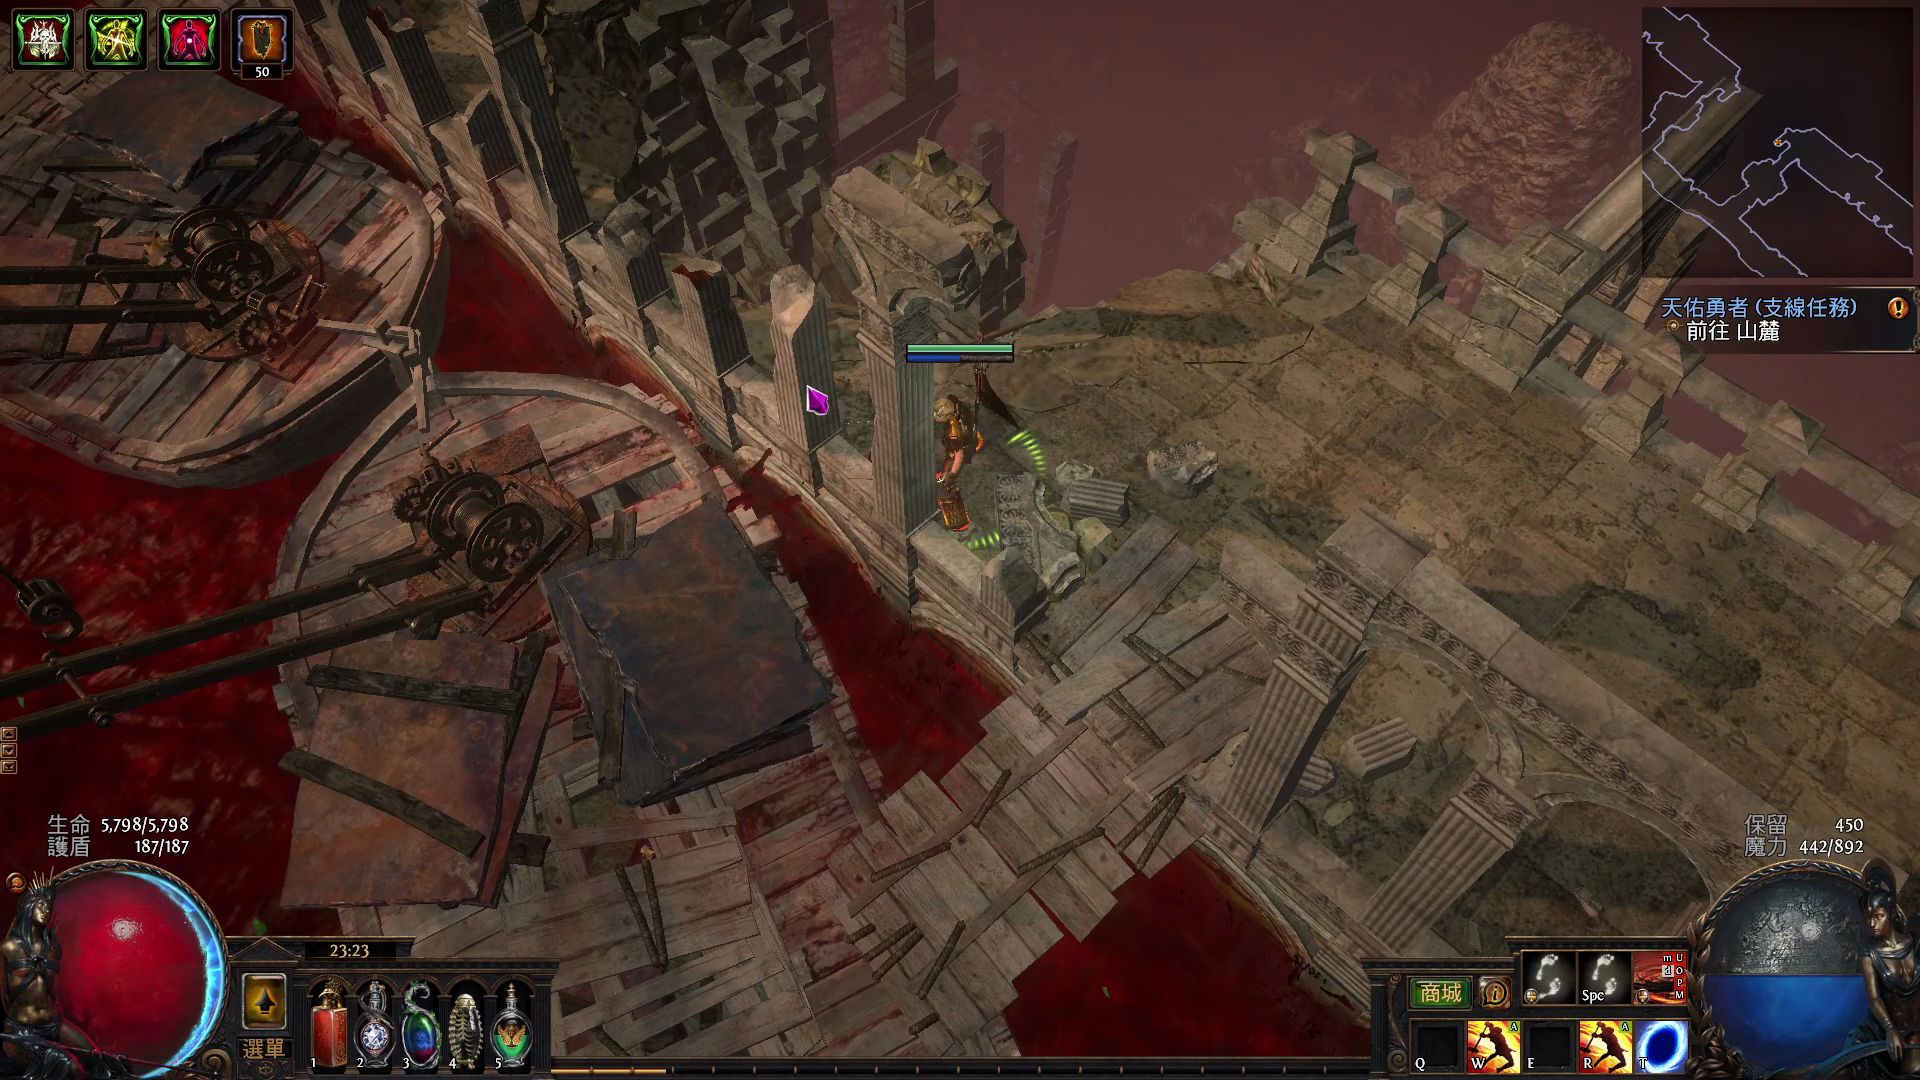 50
天佑勇者 (支線任務)
前往 山麓
生命 5,798/5,798
護盾 187/187
保留 450
魔力 442/892
23:23
選單
1 2 3 4 5
商城
Spc
m U
d O
P
M
Q W A E R A T